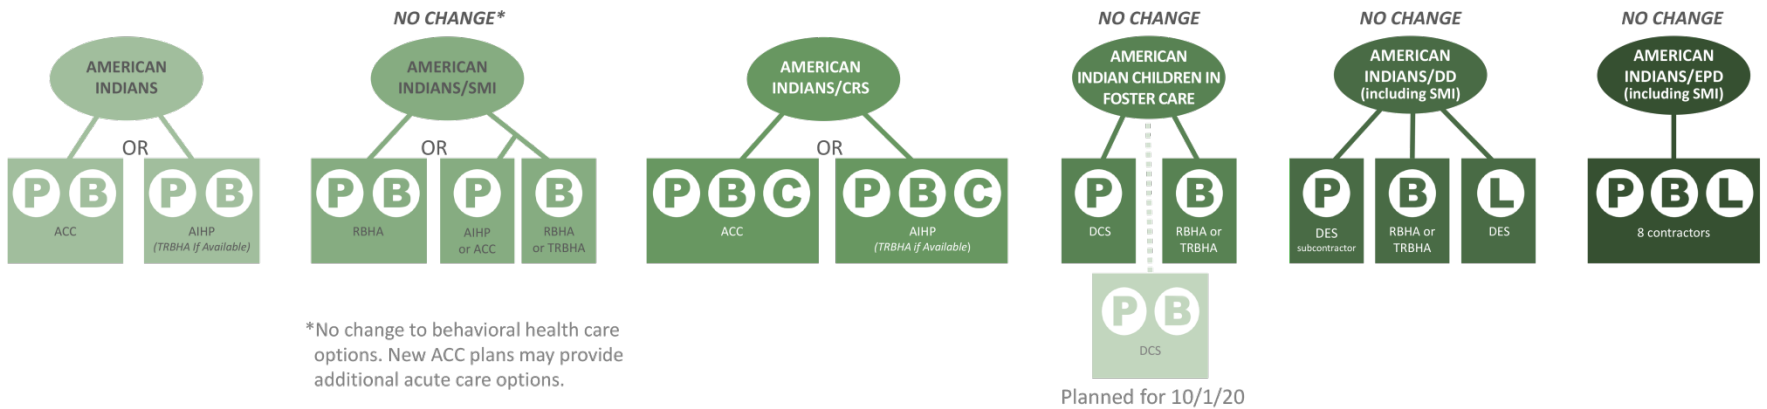 NO CHANGE*
NO CHANGE
NO CHANGE
NO CHANGE
AMERICAN
INDIANS
AMERICAN
INDIANS/SMI
AMERICAN
INDIANS/CRS
AMERICAN
INDIAN CHILDREN IN
FOSTER CARE
AMERICAN
INDIANS/DD
(including SMI)
AMERICAN
INDIANS/EPD
(including SMI)
OR
OR
OR
P B
ACC
P B
AIHP
(TRBHA If Available)
P B
RBHA
P
AIHP
or ACC
B
RBHA
or TRBHA
P B C
ACC
P B C
AIHP
(TRBHA if Available)
P
DCS
B
RBHA or
TRBHA
P
DES
subcontractor
B
RBHA or
TRBHA
L
DES
P B L
8 contractors
P B
DCS
Planned for 10/1/20
*No change to behavioral health care
options. New ACC plans may provide
additional acute care options.